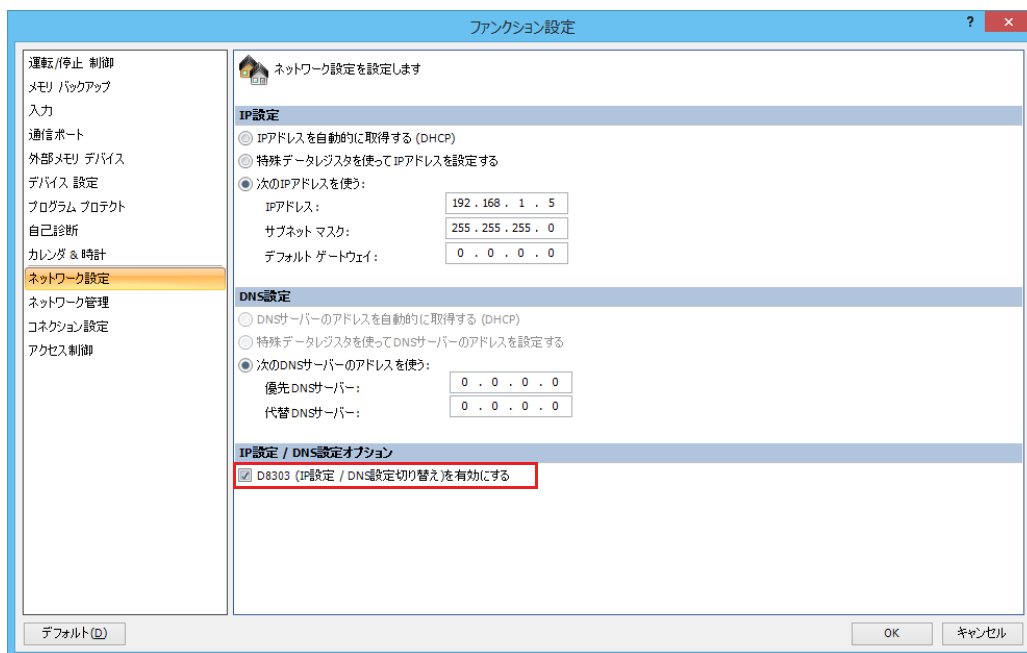 ファンクション設定
? ×
運転/停止 制御
メモリ バックアップ
入力
通信ポート
外部メモリ デバイス
デバイス 設定
プログラム プロテクト
自己診断
カレンダ & 時計
ネットワーク設定
ネットワーク管理
コネクション設定
アクセス制御
ネットワーク設定を設定します
IP設定
IPアドレスを自動的に取得する (DHCP)
特殊データレジスタを使ってIPアドレスを設定する
次のIPアドレスを使う:
IPアドレス: 192 . 168 . 1 . 5
サブネット マスク: 255 . 255 . 255 . 0
デフォルト ゲートウェイ: 0 . 0 . 0 . 0
DNS設定
DNSサーバーのアドレスを自動的に取得する (DHCP)
特殊データレジスタを使ってDNSサーバーのアドレスを設定する
次のDNSサーバーのアドレスを使う:
優先DNSサーバー: 0 . 0 . 0 . 0
代替DNSサーバー: 0 . 0 . 0 . 0
IP設定 / DNS設定オプション
D8303 (IP設定 / DNS設定切り替え)を有効にする
デフォルト(D) OK キャンセル